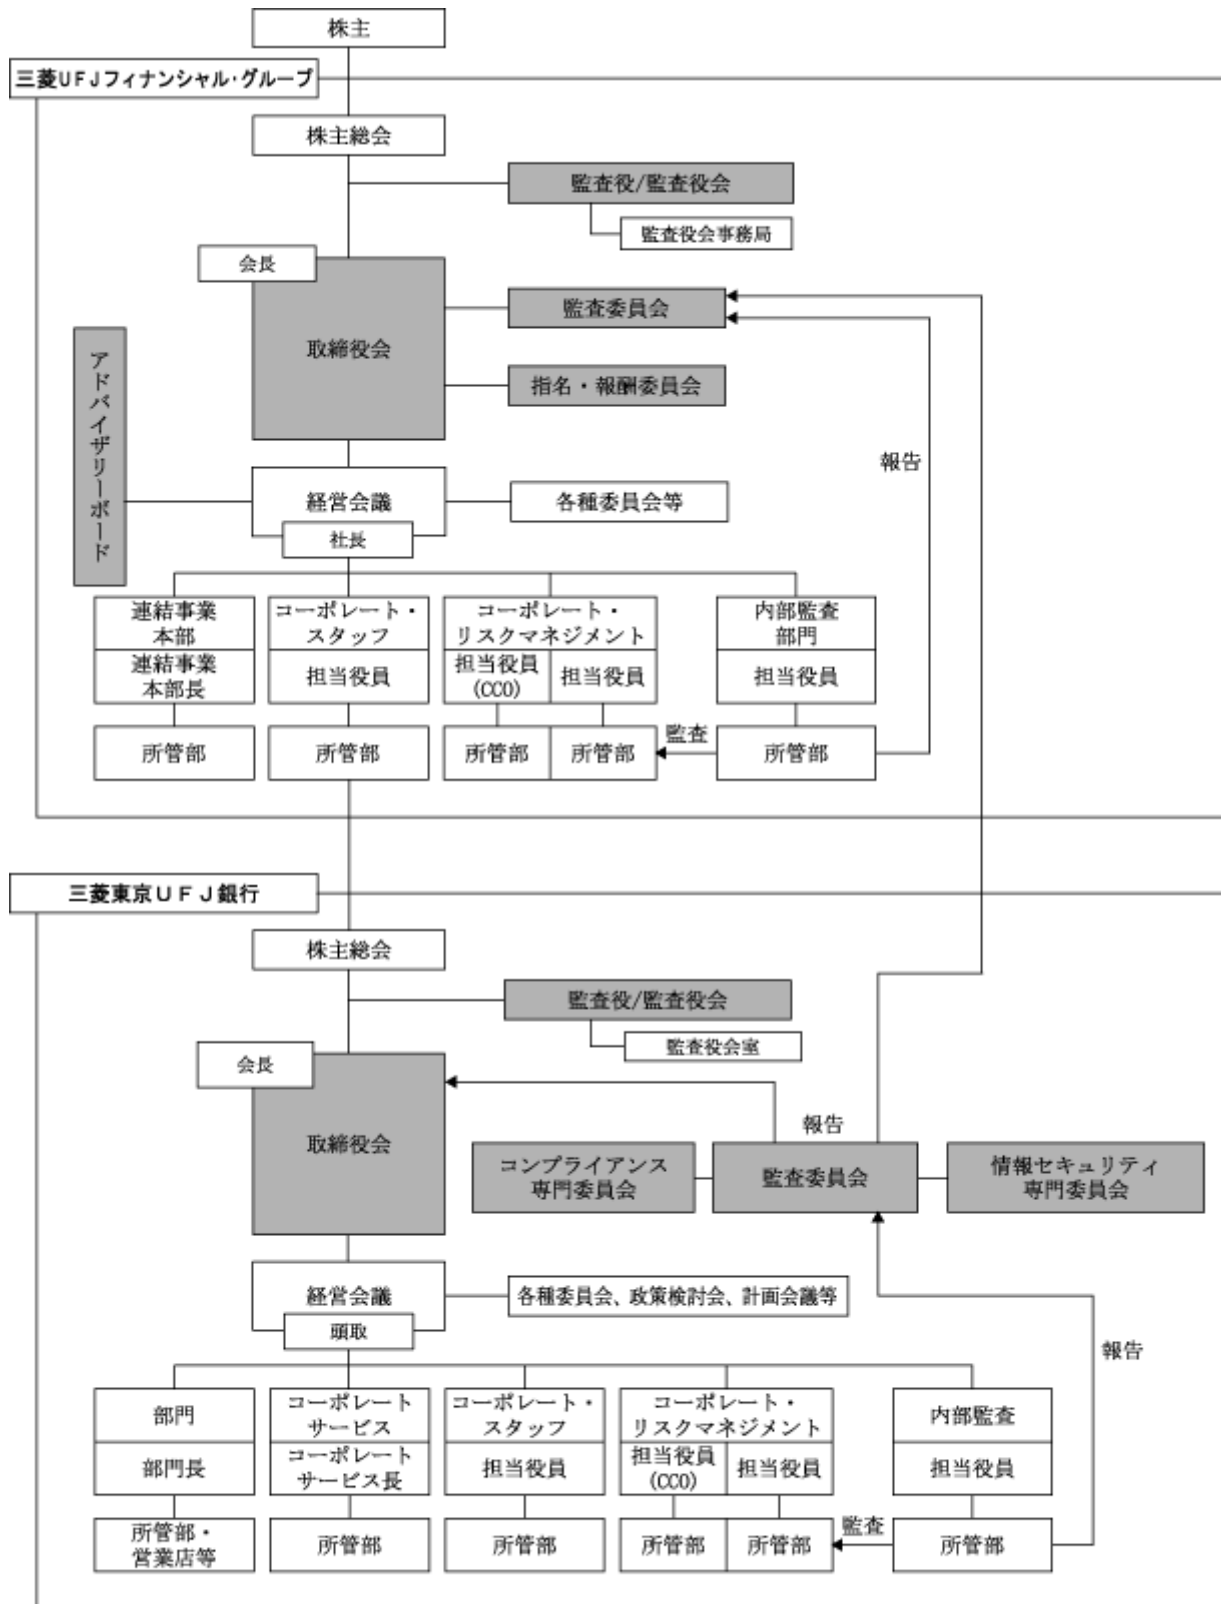 株主
三菱UFJフィナンシャル・グループ
株主総会
監査役/監査役会
監査役会事務局
会長
取締役会
監査委員会
指名・報酬委員会
アドバイザリーボード
報告
経営会議
各種委員会等
社長
連結事業
本部
連結事業
本部長
所管部
コーポレート・
スタッフ
担当役員
所管部
コーポレート・
リスクマネジメント
担当役員
(CCO)
担当役員
所管部
所管部
監査
内部監査
部門
担当役員
所管部
三菱東京UFJ銀行
株主総会
監査役/監査役会
監査役会室
会長
取締役会
報告
コンプライアンス
専門委員会
監査委員会
情報セキュリティ
専門委員会
経営会議
各種委員会、政策検討会、計画会議等
頭取
報告
部門
部門長
所管部・
営業店等
コーポレート
サービス
コーポレート
サービス長
所管部
コーポレート・
スタッフ
担当役員
所管部
コーポレート・
リスクマネジメント
担当役員
(CCO)
担当役員
所管部
所管部
監査
内部監査
担当役員
所管部